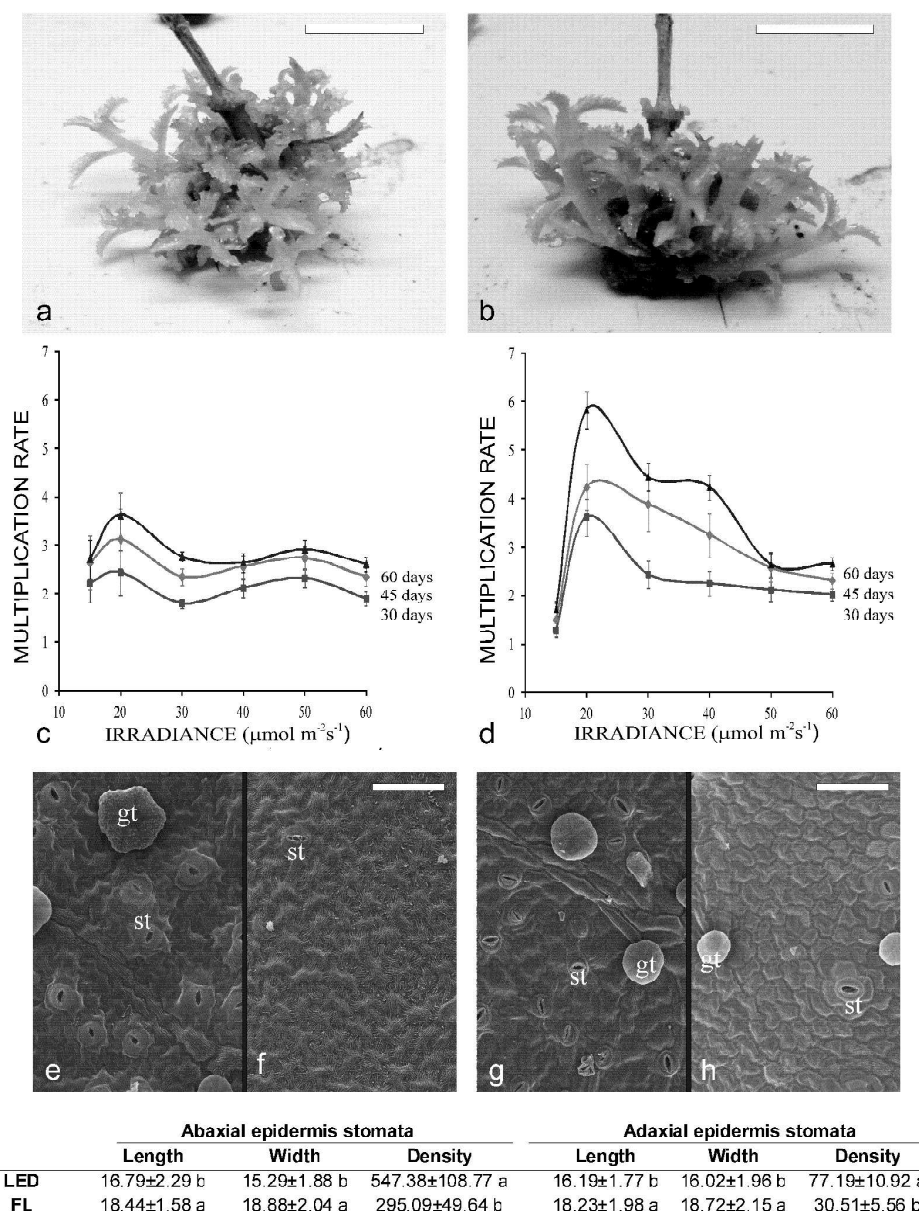 a
b
7
6
5
4
3
2
1
0
MULTIPLICATION RATE
60 days
45 days
30 days
10 20 30 40 50 60
c
IRRADIANCE (µmol m⁻²s⁻¹)
7
6
5
4
3
2
1
0
MULTIPLICATION RATE
60 days
45 days
30 days
10 20 30 40 50 60
d
IRRADIANCE (µmol m⁻²s⁻¹)
gt
st
e
st
f
st
gt
g
gt
st
h
Abaxial epidermis stomata Adaxial epidermis stomata
Length Width Density Length Width Density
LED 16.79±2.29 b 15.29±1.88 b 547.38±108.77 a 16.19±1.77 b 16.02±1.96 b 77.19±10.92 a
FL 18.44±1.58 a 18.88±2.04 a 295.09±49.64 b 18.23±1.98 a 18.72±2.15 a 30.51±5.56 b